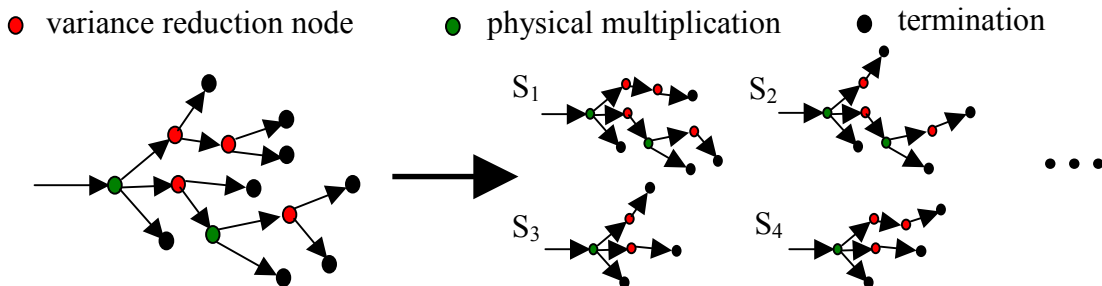 variance reduction node physical multiplication termination
S1 S2
S3 S4